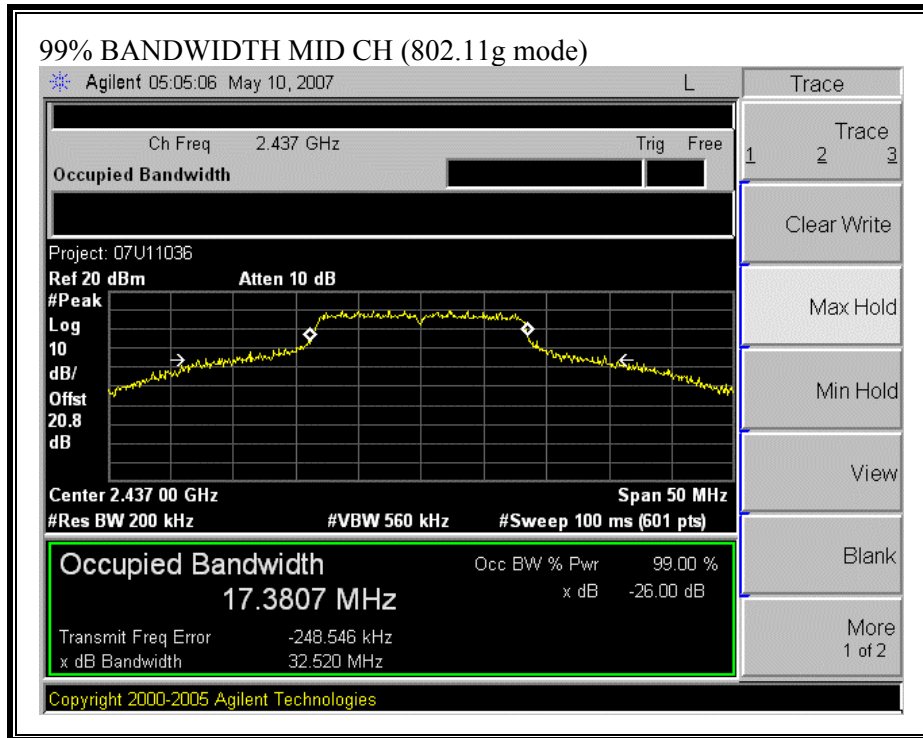 99% BANDWIDTH MID CH (802.11g mode)
Agilent 05:05:06 May 10, 2007 L
Trace
Ch Freq 2.437 GHz Trig Free
Occupied Bandwidth
Trace
1 2 3
Clear Write
Project: 07U11036
Ref 20 dBm Atten 10 dB
#Peak
Log
10
dB/
Offst
20.8
dB
Max Hold
Min Hold
View
Center 2.437 00 GHz Span 50 MHz
#Res BW 200 kHz #VBW 560 kHz #Sweep 100 ms (601 pts)
Occupied Bandwidth Occ BW % Pwr 99.00 %
17.3807 MHz x dB -26.00 dB
Transmit Freq Error -248.546 kHz
x dB Bandwidth 32.520 MHz
Blank
More
1 of 2
Copyright 2000-2005 Agilent Technologies